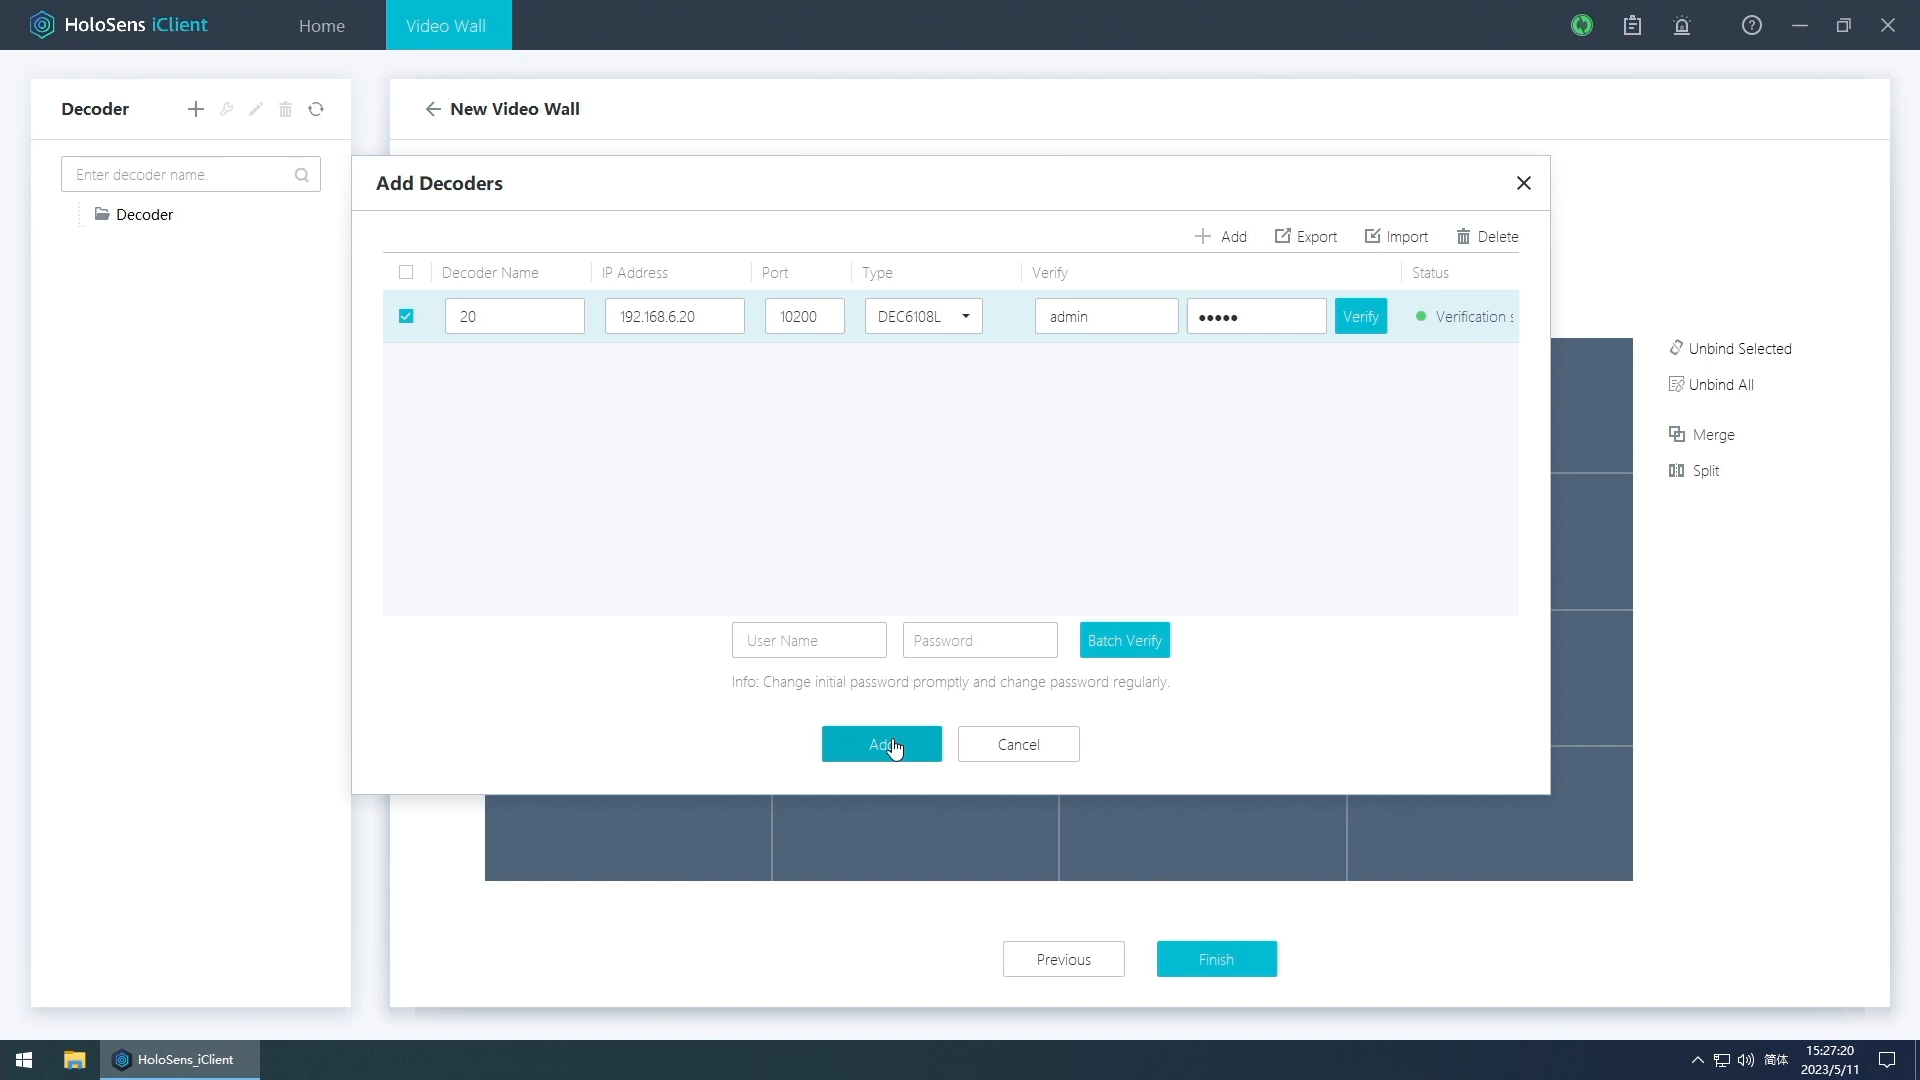 HoloSens iClient
Home
Video Wall
Decoder
New Video Wall
Enter decoder name.
Decoder
Add Decoders
Add
Export
Import
Delete
Decoder Name
IP Address
Port
Type
Verify
Status
20
192.168.6.20
10200
DEC6108L
admin
•••••
Verify
Verification
Unbind Selected
Unbind All
Merge
Split
User Name
Password
Batch Verify
Info: Change initial password promptly and change password regularly.
Add
Cancel
Previous
Finish
HoloSens_iClient
简体
15:27:20
2023/5/11